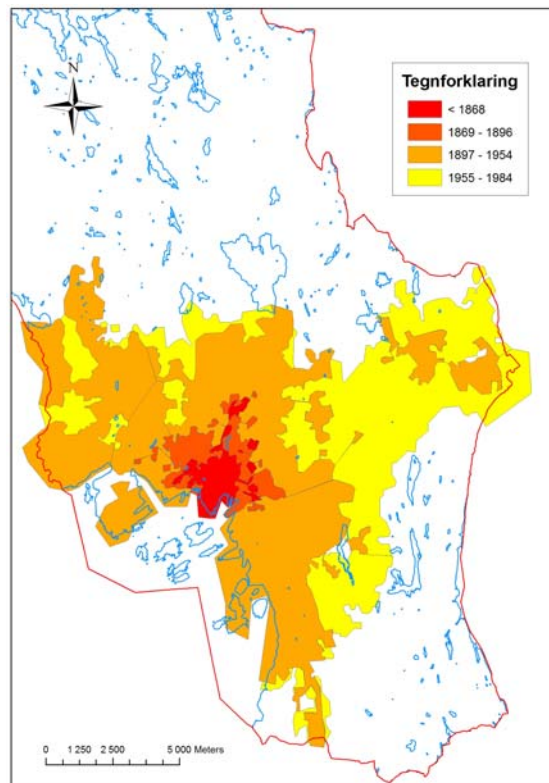 N
Tegnforklaring
< 1868
1869 - 1896
1897 - 1954
1955 - 1984
0 1 250 2 500 5 000 Meters